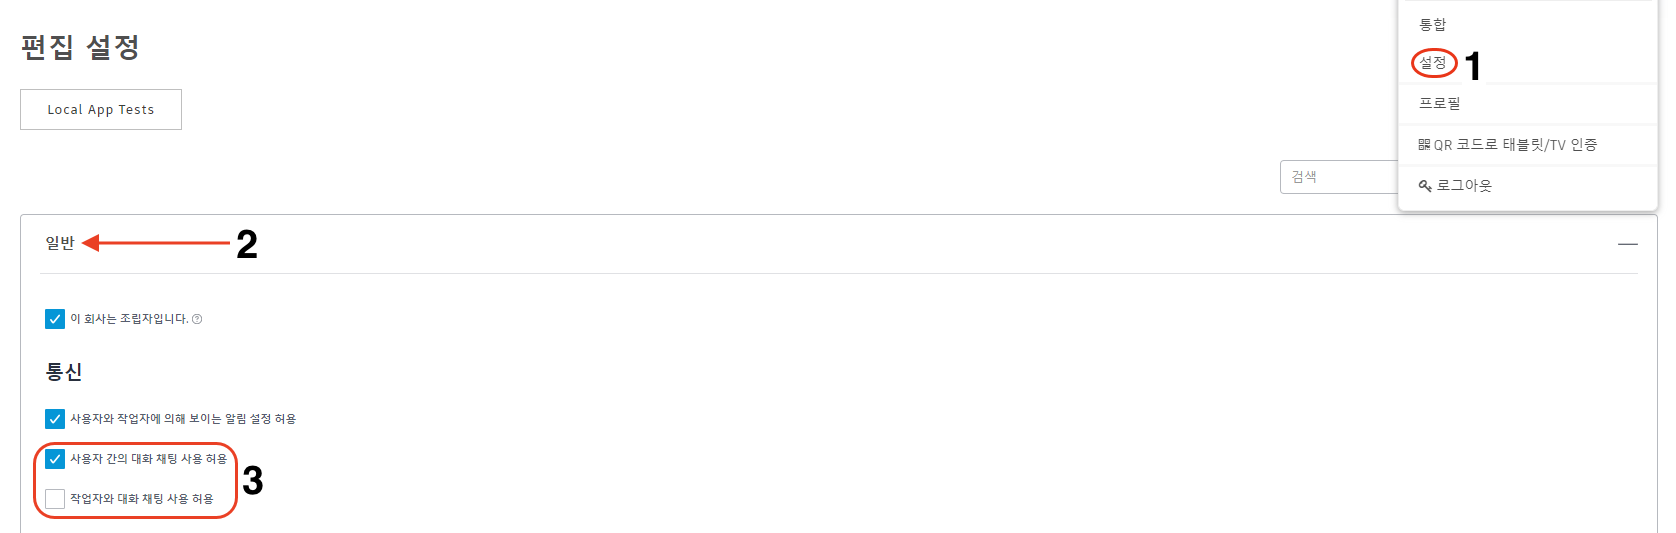 통합
편집 설정
설정 1
Local App Tests
프로필
QR 코드로 태블릿/TV 인증
검색
로그아웃
일반 2
이 회사는 조립자입니다.
통신
사용자와 작업자에 의해 보이는 알림 설정 허용
사용자 간의 대화 채팅 사용 허용
3
작업자와 대화 채팅 사용 허용